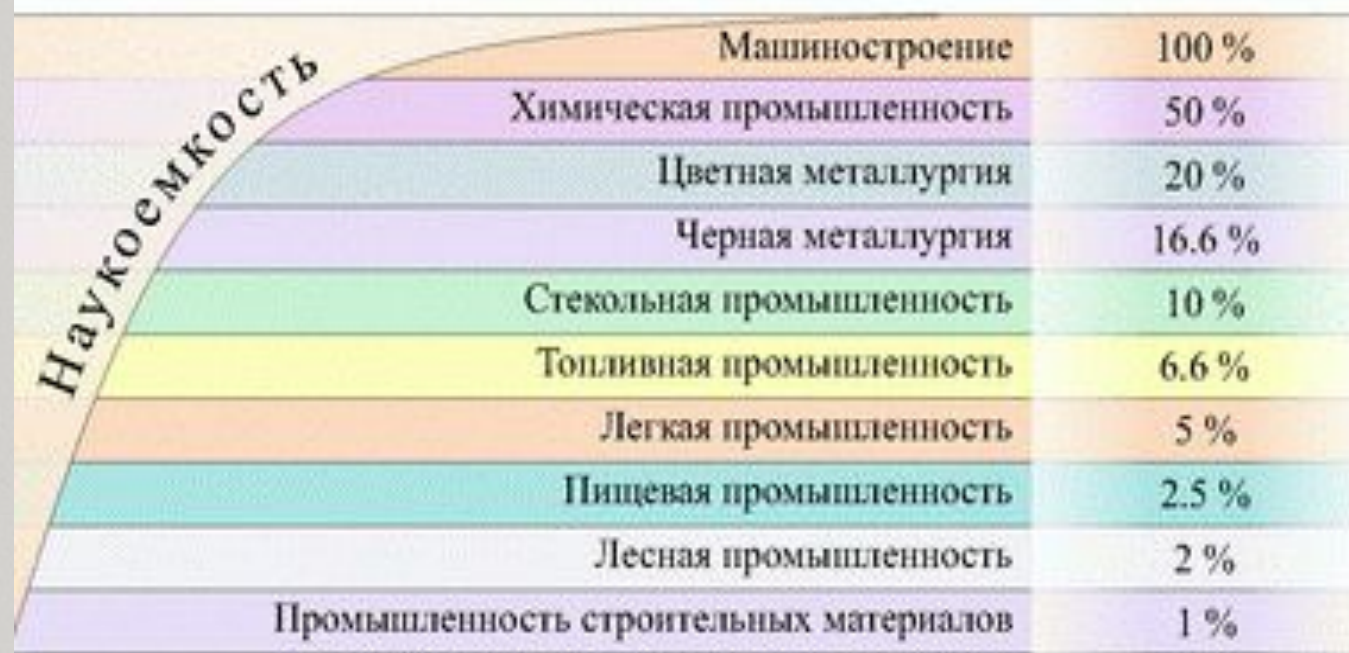 Наукоемкость
Машиностроение 100 %
Химическая промышленность 50 %
Цветная металлургия 20 %
Черная металлургия 16.6 %
Стекольная промышленность 10 %
Топливная промышленность 6.6 %
Легкая промышленность 5 %
Пищевая промышленность 2.5 %
Лесная промышленность 2 %
Промышленность строительных материалов 1 %